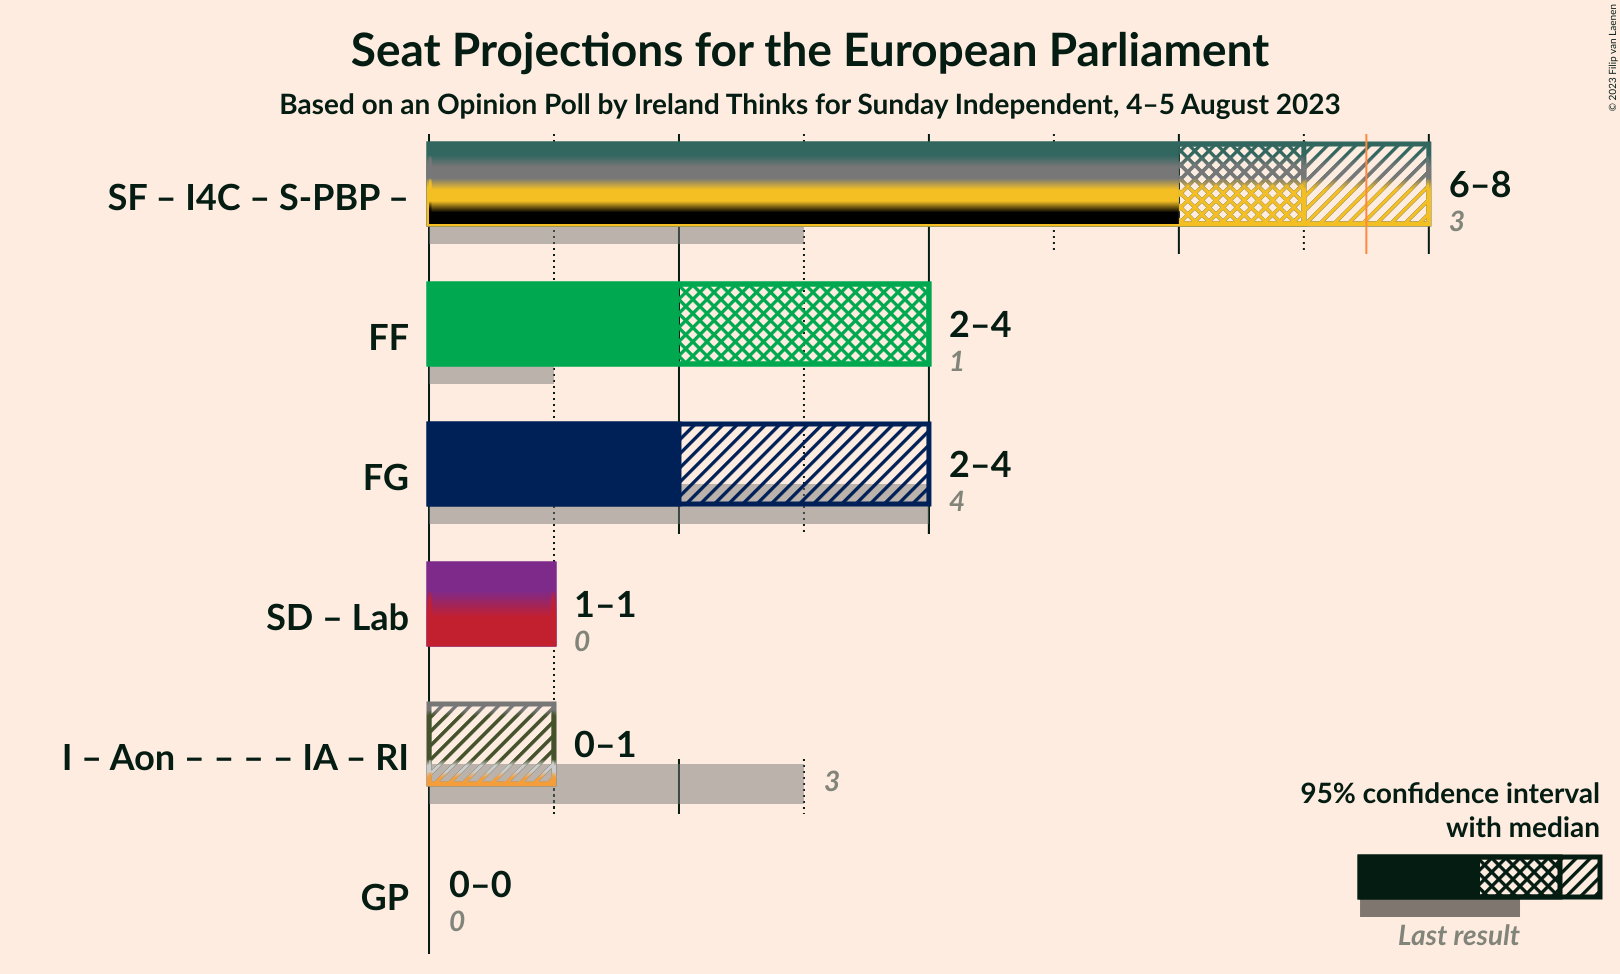 Seat Projections for the European Parliament
Based on an Opinion Poll by Ireland Thinks for Sunday Independent, 4–5 August 2023
© 2023 Filip van Laenen
SF – I4C – S-PBP –
6–8
3
FF
2–4
1
FG
2–4
4
SD – Lab
1–1
0
I – Aon – – – – IA – RI
0–1
3
GP
0–0
0
95% confidence interval
with median
Last result